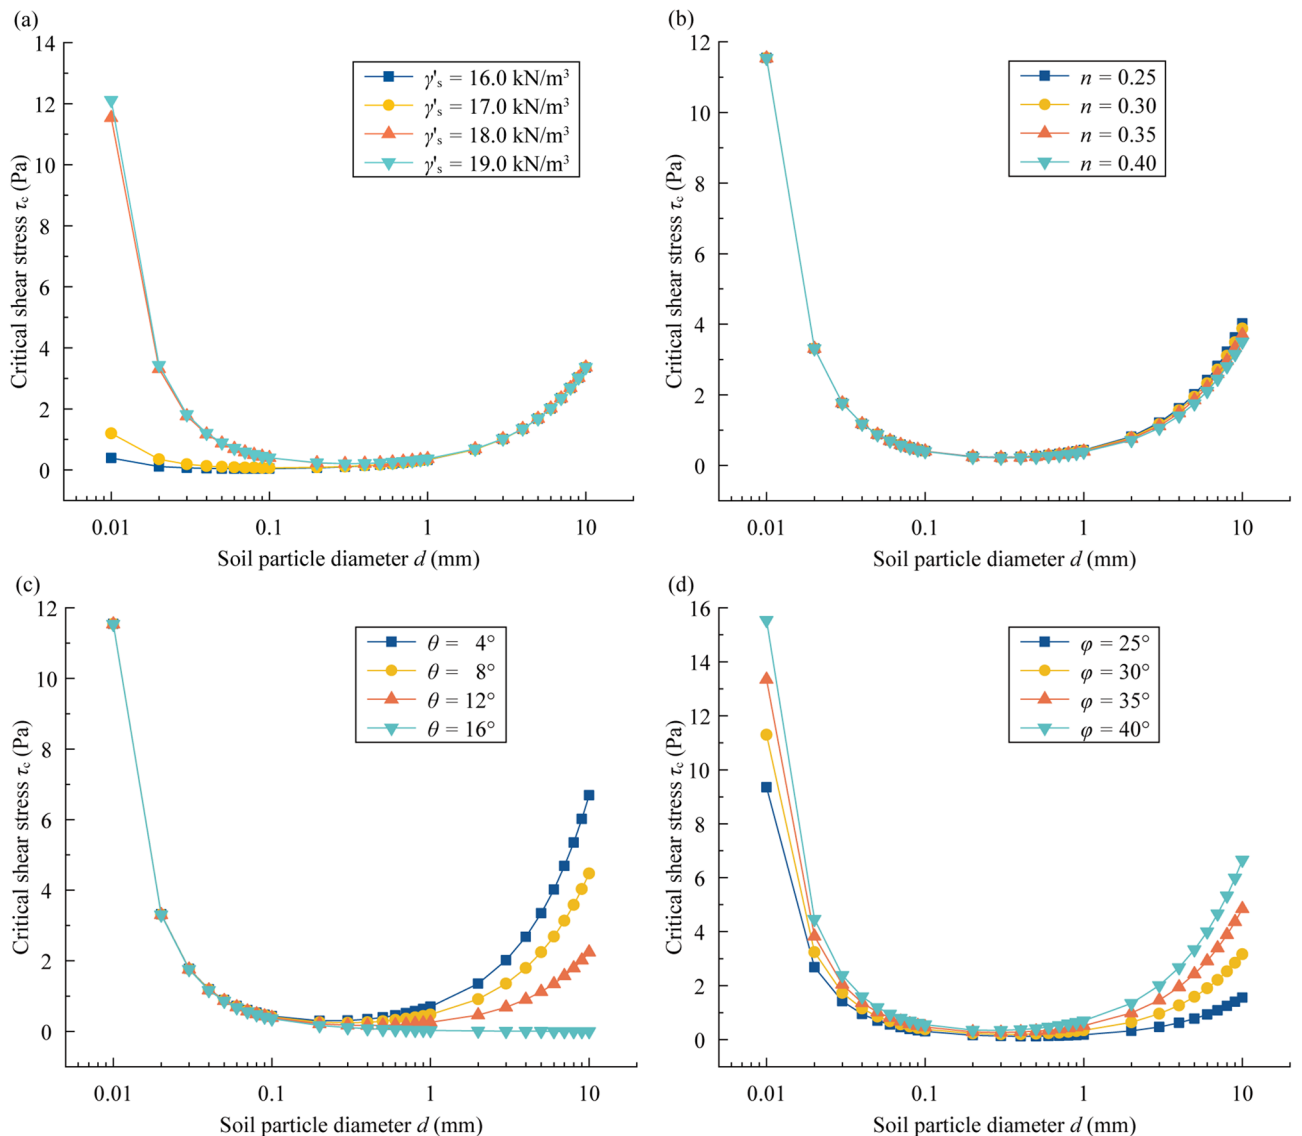 (a)
14
12
10
8
6
4
2
0
Critical shear stress τc (Pa)
γ's = 16.0 kN/m³
γ's = 17.0 kN/m³
γ's = 18.0 kN/m³
γ's = 19.0 kN/m³
0.01 0.1 1 10
Soil particle diameter d (mm)
(b)
12
10
8
6
4
2
0
Critical shear stress τc (Pa)
n = 0.25
n = 0.30
n = 0.35
n = 0.40
0.01 0.1 1 10
Soil particle diameter d (mm)
(c)
12
10
8
6
4
2
0
Critical shear stress τc (Pa)
θ = 4°
θ = 8°
θ = 12°
θ = 16°
0.01 0.1 1 10
Soil particle diameter d (mm)
(d)
16
14
12
10
8
6
4
2
0
Critical shear stress τc (Pa)
φ = 25°
φ = 30°
φ = 35°
φ = 40°
0.01 0.1 1 10
Soil particle diameter d (mm)